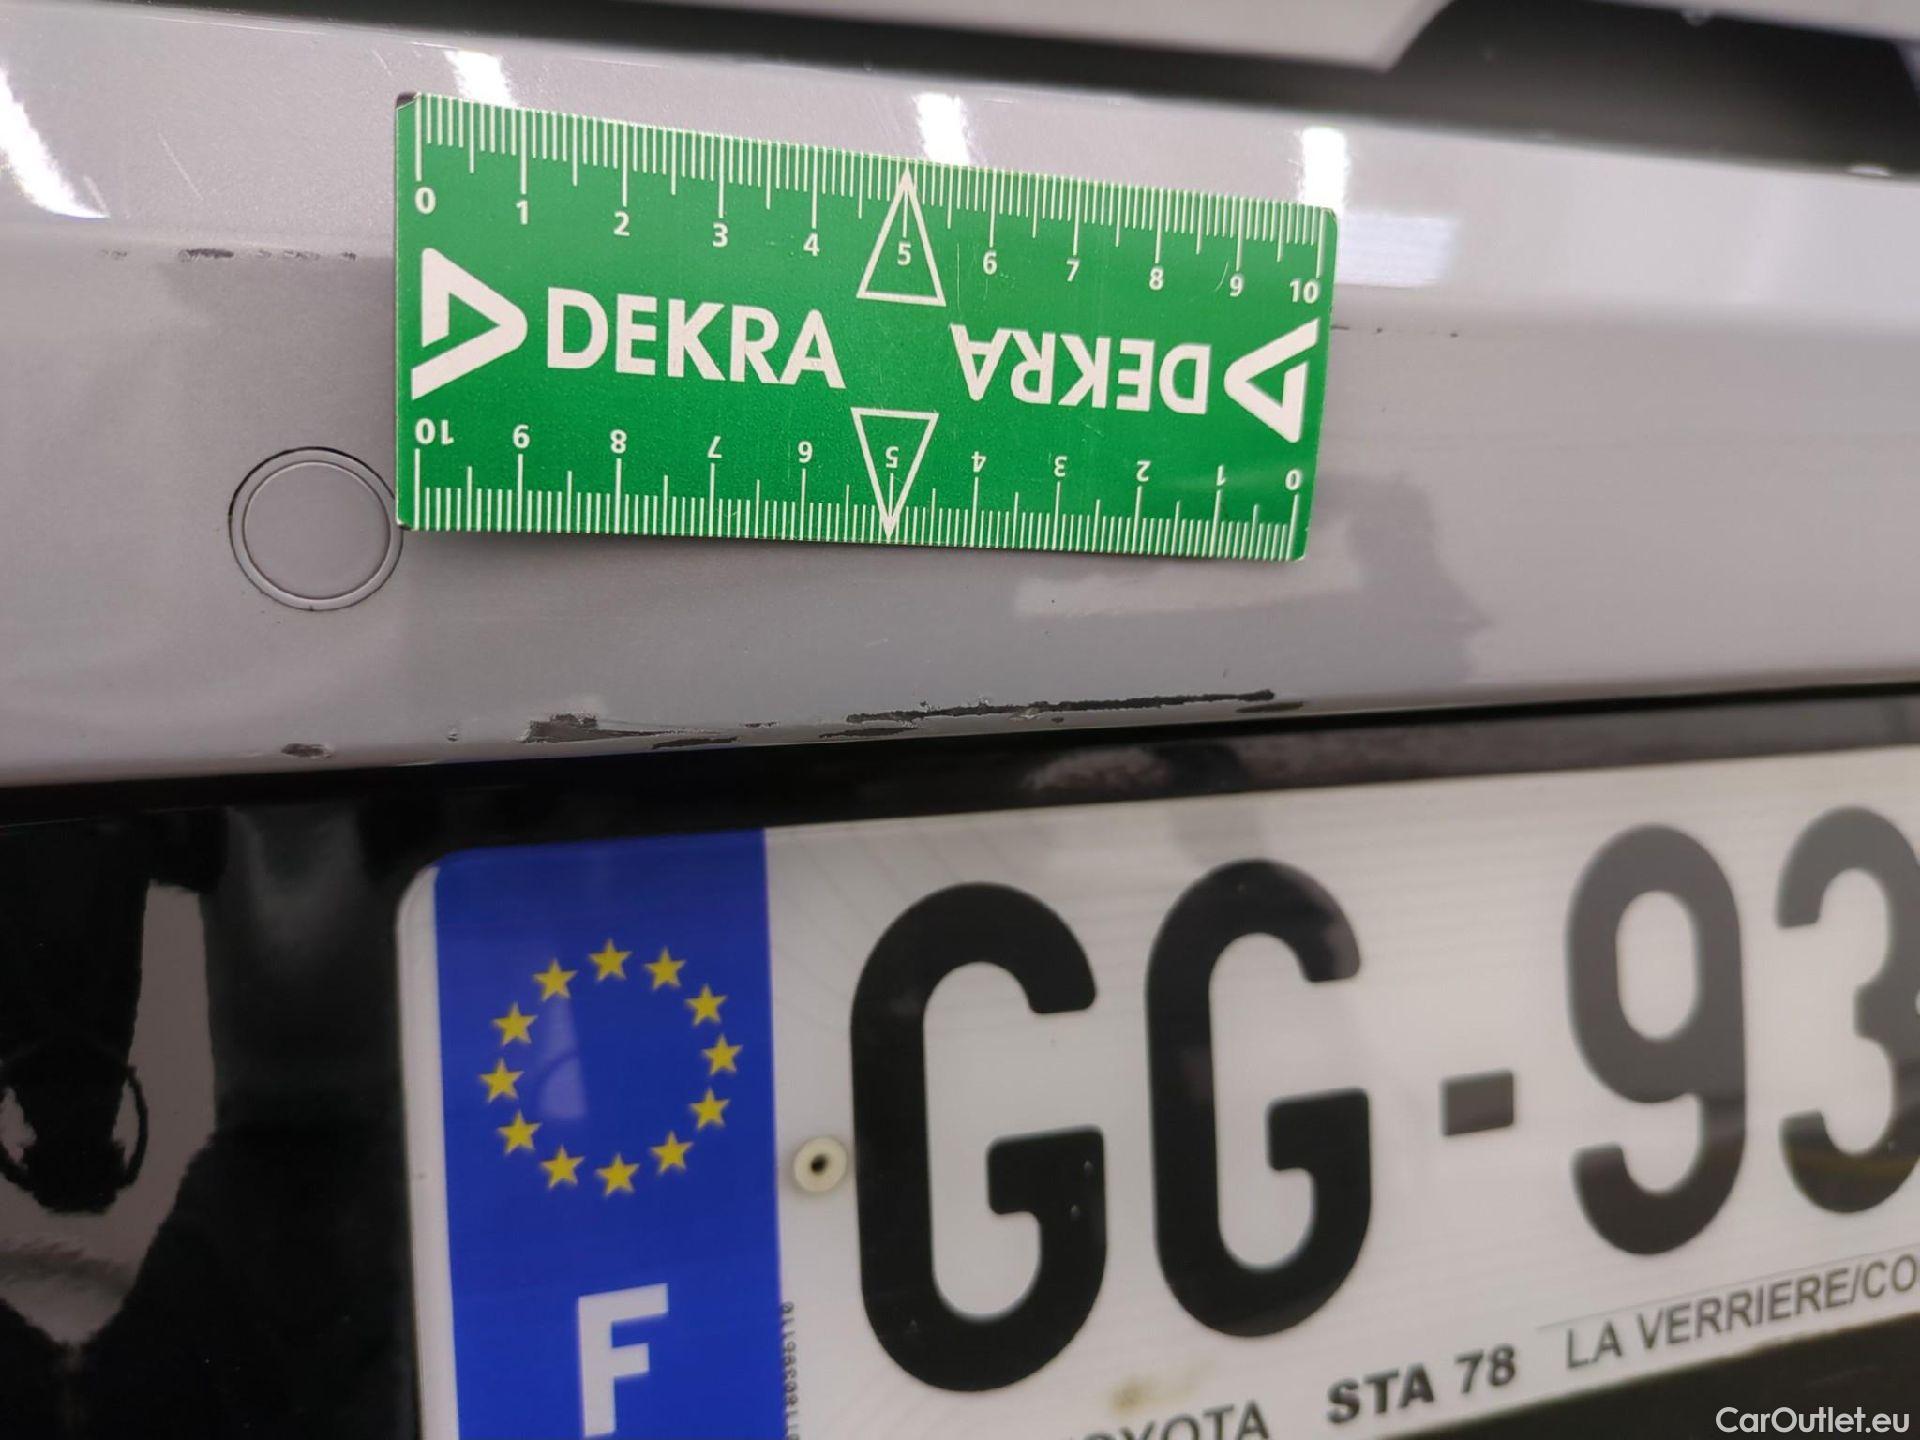 0 1 2 3 4 5 6 7 8 9 10
DEKRA DEKRA
10 9 8 7 6 5 4 3 2 1 0
GG-93
F
TOYOTA STA 78 LA VERRIERE/CO
CarOutlet.eu